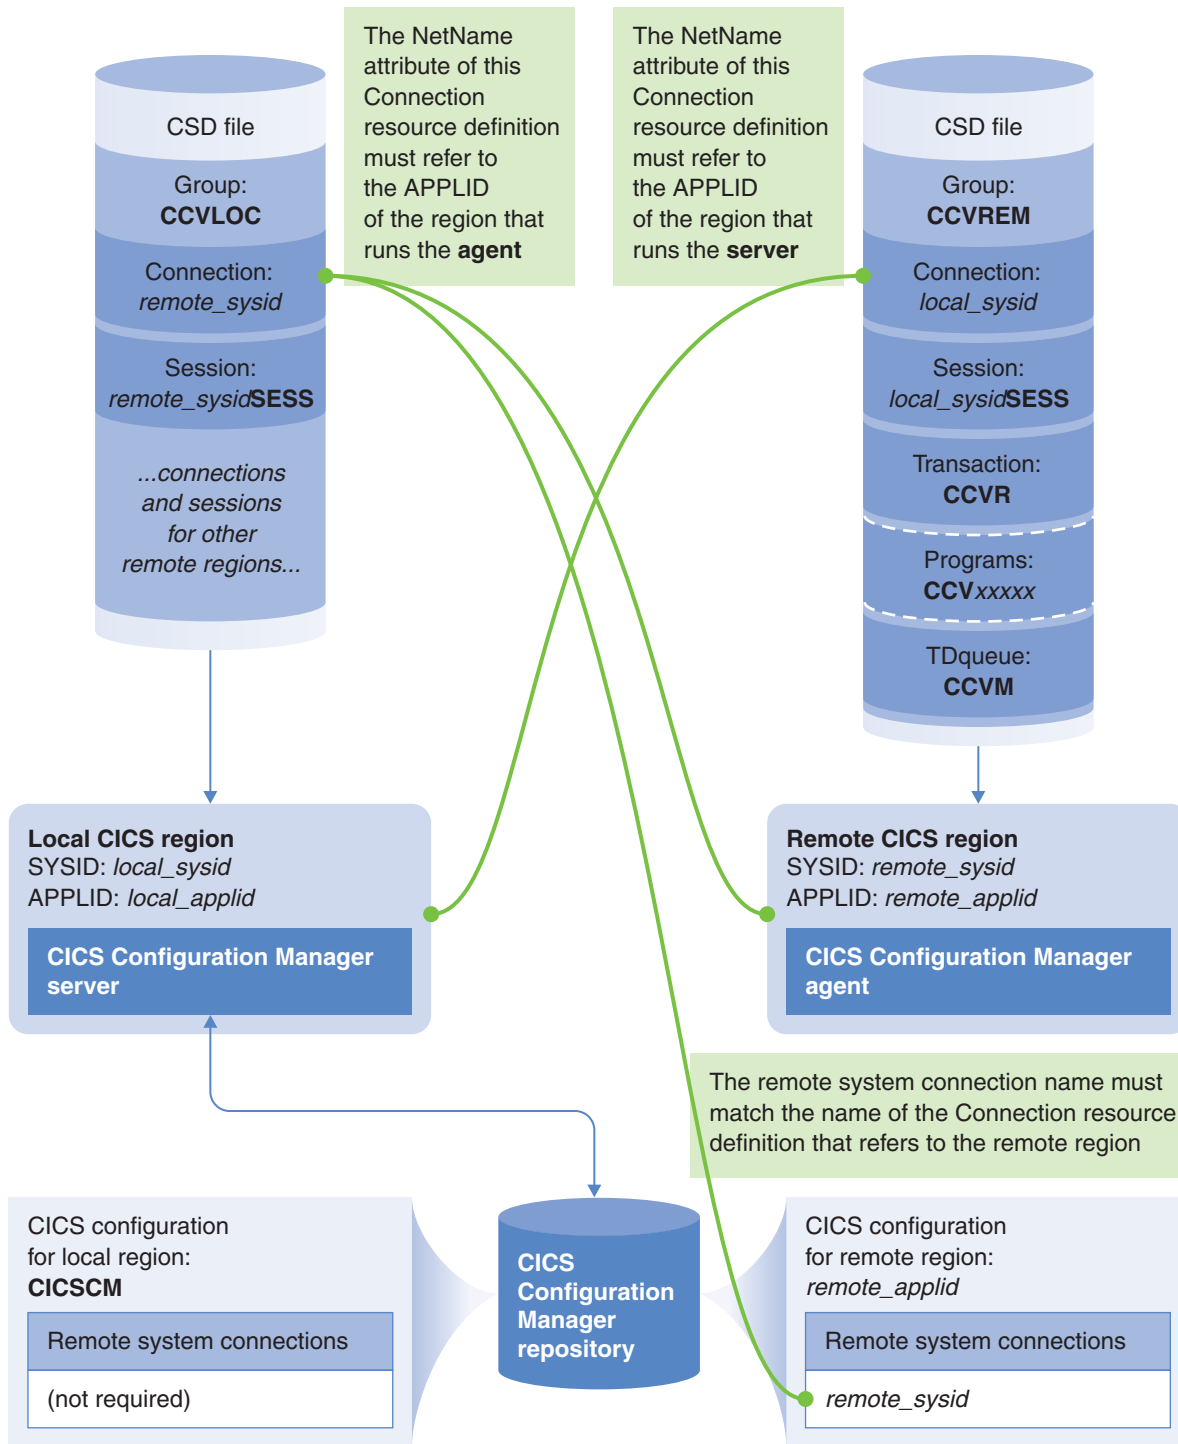 The NetName
attribute of this
Connection
resource definition
must refer to
the APPLID
of the region that
runs the agent
The NetName
attribute of this
Connection
resource definition
must refer to
the APPLID
of the region that
runs the server
CSD file
Group:
CCVLOC
Connection:
remote_sysid
Session:
remote_sysidSESS
...connections
and sessions
for other
remote regions...
CSD file
Group:
CCVREM
Connection:
local_sysid
Session:
local_sysidSESS
Transaction:
CCVR
Programs:
CCVxxxxx
TDqueue:
CCVM
Local CICS region
SYSID: local_sysid
APPLID: local_applid
CICS Configuration Manager
server
Remote CICS region
SYSID: remote_sysid
APPLID: remote_applid
CICS Configuration Manager
agent
The remote system connection name must
match the name of the Connection resource
definition that refers to the remote region
CICS configuration
for local region:
CICSCM
Remote system connections
(not required)
CICS
Configuration
Manager
repository
CICS configuration
for remote region:
remote_applid
Remote system connections
remote_sysid